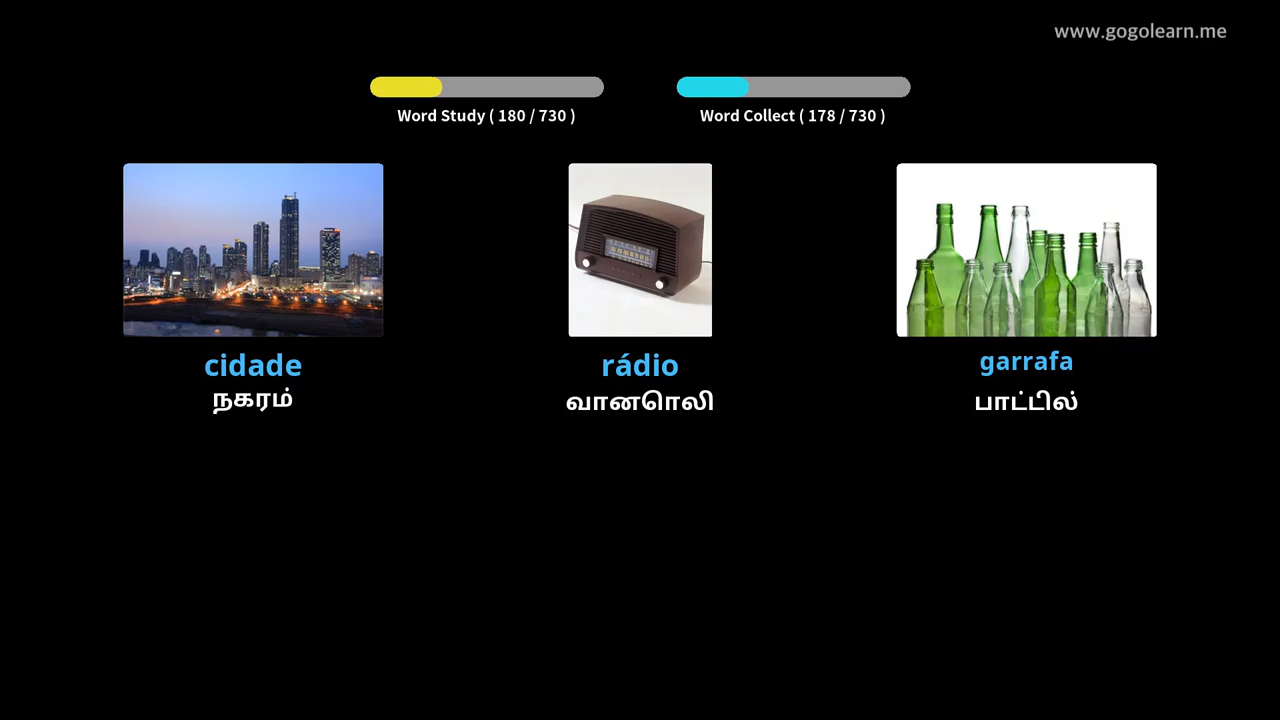 www.gogolearn.me
Word Study ( 180 / 730 )
Word Collect ( 178 / 730 )
cidade
நகரம்
rádio
வானொலி
garrafa
பாட்டில்